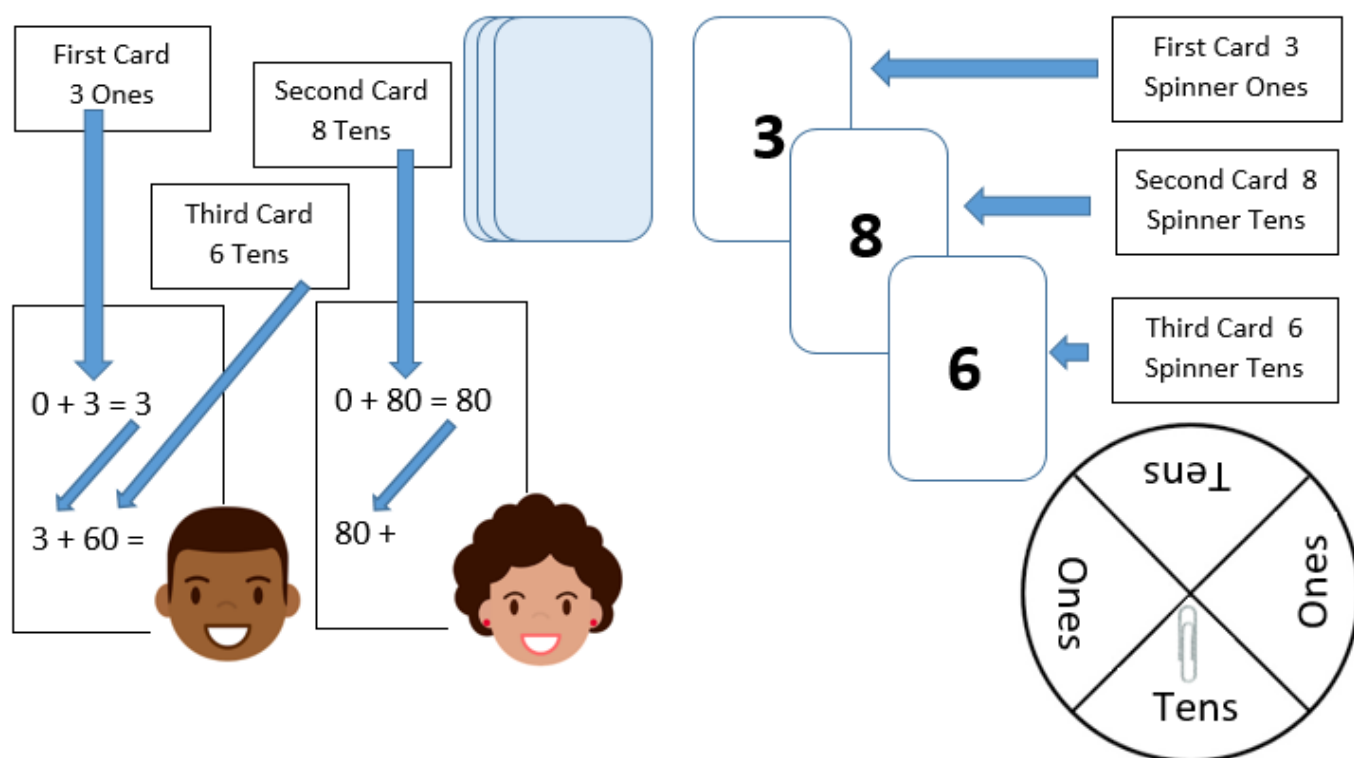 First Card
3 Ones
Second Card
8 Tens
Third Card
6 Tens
0 + 3 = 3
3 + 60 =
0 + 80 = 80
80 +
3
8
6
First Card 3
Spinner Ones
Second Card 8
Spinner Tens
Third Card 6
Spinner Tens
Tens
Ones
Ones
Tens